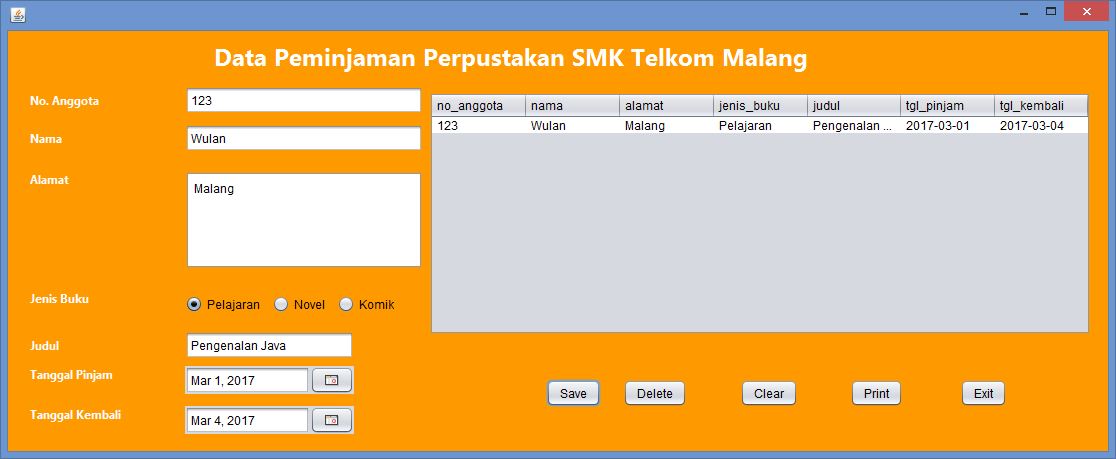 Data Peminjaman Perpustakan SMK Telkom Malang
No. Anggota 123
Nama Wulan
Alamat Malang
Jenis Buku Pelajaran Novel Komik
Judul Pengenalan Java
Tanggal Pinjam Mar 1, 2017
Tanggal Kembali Mar 4, 2017
no_anggota nama alamat jenis_buku judul tgl_pinjam tgl_kembali
123 Wulan Malang Pelajaran Pengenalan ... 2017-03-01 2017-03-04
Save Delete Clear Print Exit